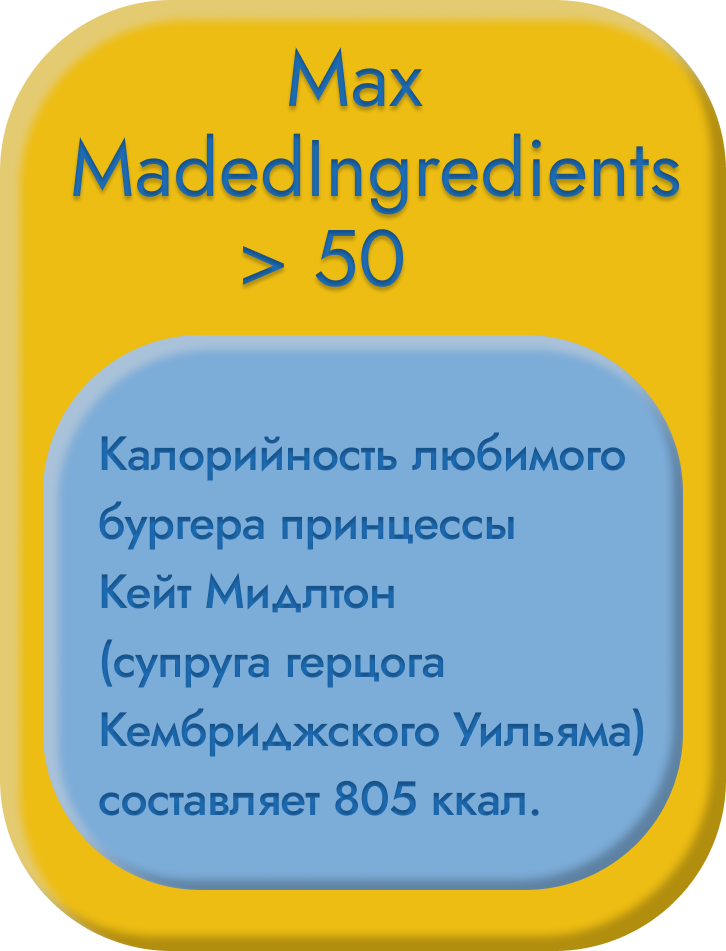 Max
MadedIngredients
> 50
Калорийность любимого
бургера принцессы
Кейт Мидлтон
(супруга герцога
Кембриджского Уильяма)
составляет 805 ккал.